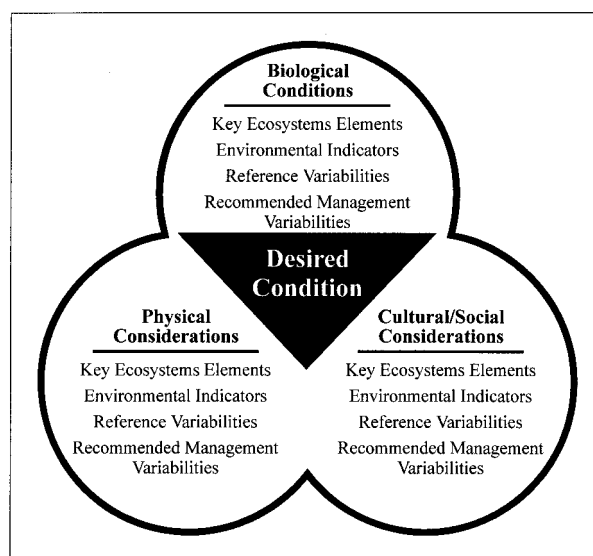 Biological
Conditions
Key Ecosystems Elements
Environmental Indicators
Reference Variabilities
Recommended Management
Variabilities
Desired
Condition
Physical
Considerations
Key Ecosystems Elements
Environmental Indicators
Reference Variabilities
Recommended Management
Variabilities
Cultural/Social
Considerations
Key Ecosystems Elements
Environmental Indicators
Reference Variabilities
Recommended Management
Variabilities